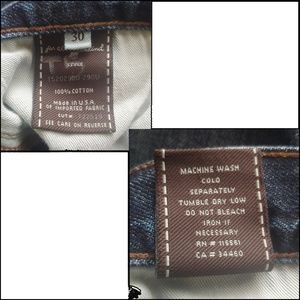 30
100% COTTON
MADE IN U.S.A.
OF IMPORTED FABRIC
SEE CARE ON REVERSE
MACHINE WASH
COLD
SEPARATELY
TUMBLE DRY LOW
DO NOT BLEACH
IRON IF
NECESSARY
RN # 115561
CA # 34460